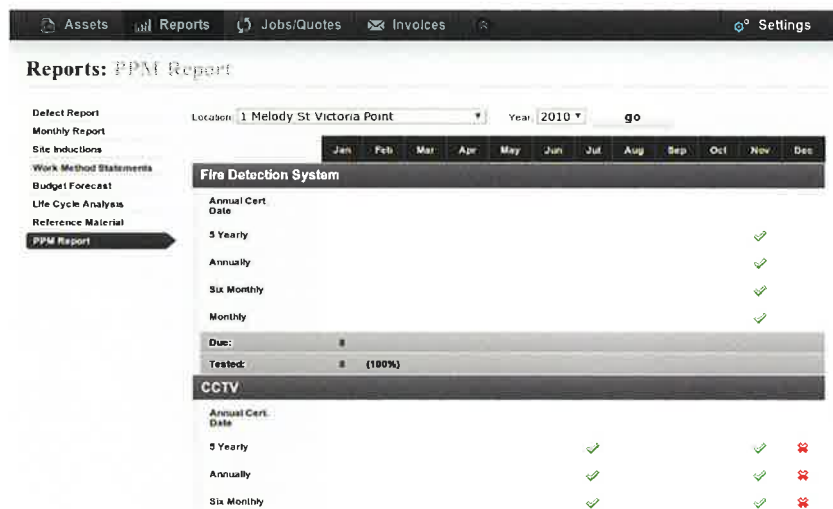 Assets Reports Jobs/Quotes Invoices Settings
Reports: PPM Report
Defect Report
Monthly Report
Site Inductions
Work Method Statements
Budget Forecast
Life Cycle Analysis
Reference Material
PPM Report
Location: 1 Melody St Victoria Point Year: 2010 go
Jan Feb Mar Apr May Jun Jul Aug Sep Oct Nov Dec
Fire Detection System
Annual Cert
Date
5 Yearly
Annually
Six Monthly
Monthly
Due: 8
Tested: 8 (100%)
CCTV
Annual Cert.
Date
5 Yearly
Annually
Six Monthly